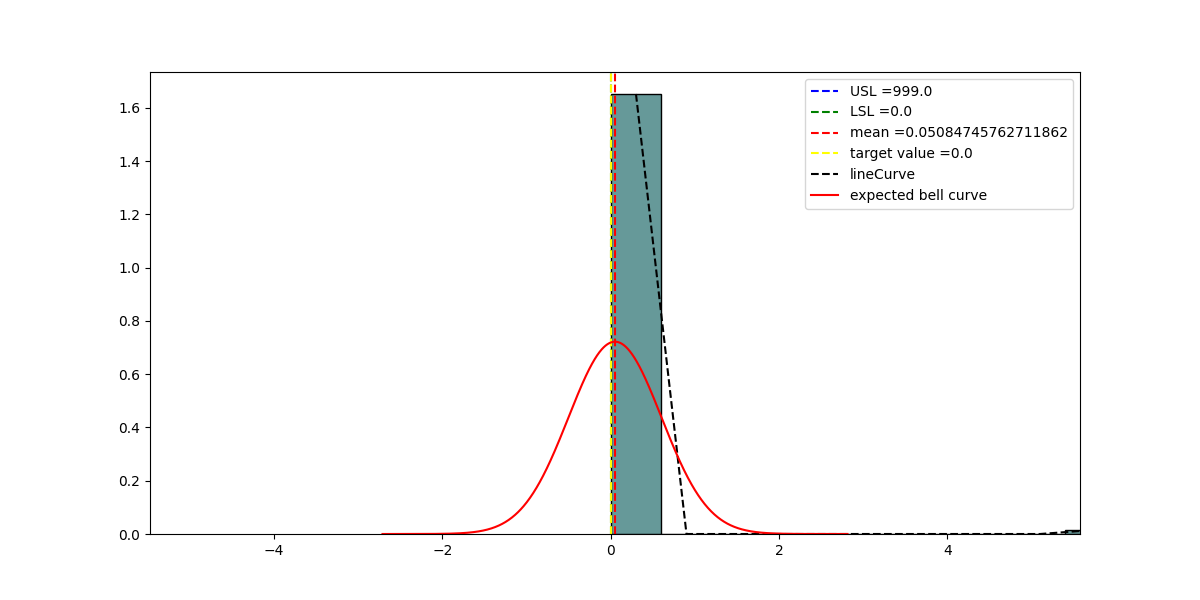 1.6
1.4
1.2
1.0
0.8
0.6
0.4
0.2
0.0
−4
−2
0
2
4
USL =999.0
LSL =0.0
mean =0.05084745762711862
target value =0.0
lineCurve
expected bell curve